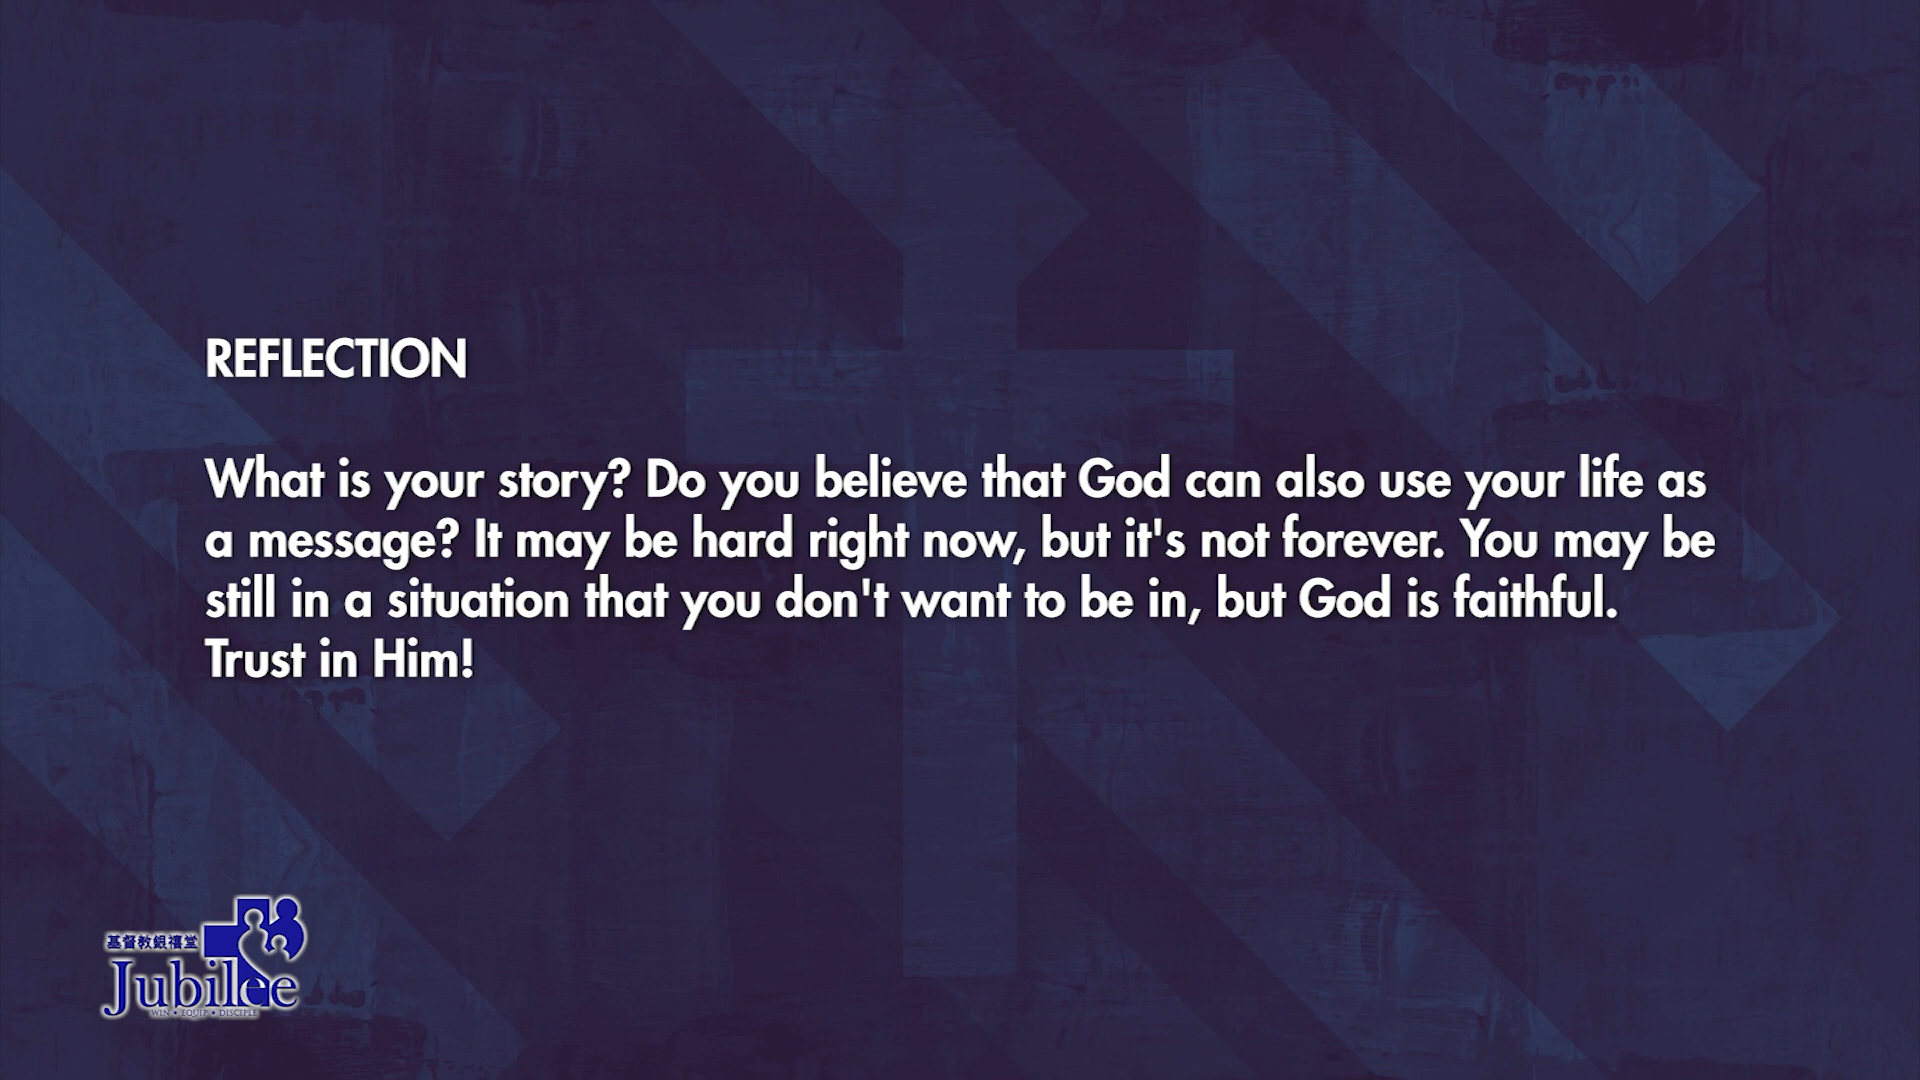 REFLECTION
What is your story? Do you believe that God can also use your life as
a message? It may be hard right now, but it's not forever. You may be
still in a situation that you don't want to be in, but God is faithful.
Trust in Him!
基督教銀禧堂
Jubilee
WIN • EQUIP • DISCIPLE